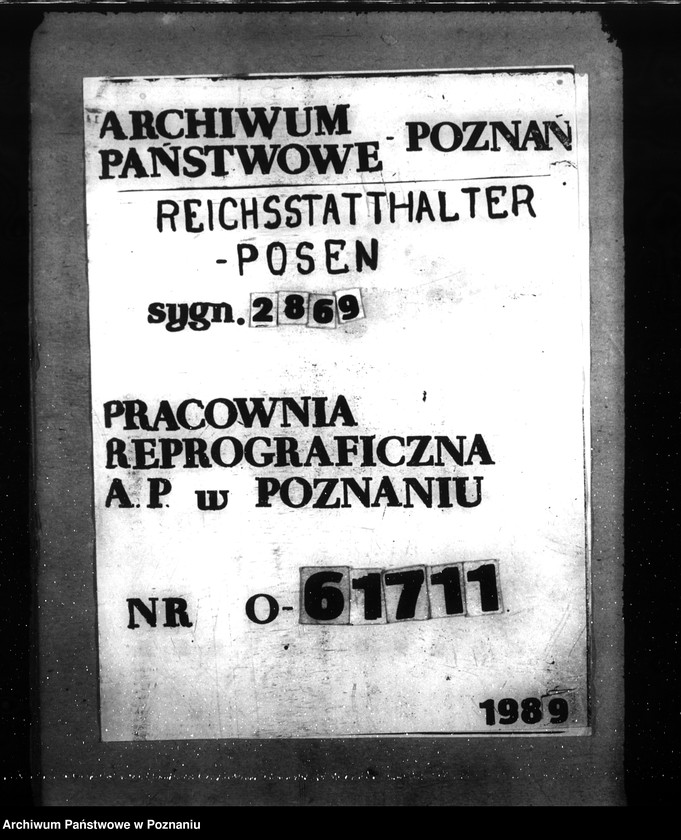 ARCHIWUM
PAŃSTWOWE - POZNAŃ
REICHSSTATTHALTER
-POSEN
sygn. 2869
PRACOWNIA
REPROGRAFICZNA
A.P. w POZNANIU
NR O-61711
1989
Archiwum Państwowe w Poznaniu